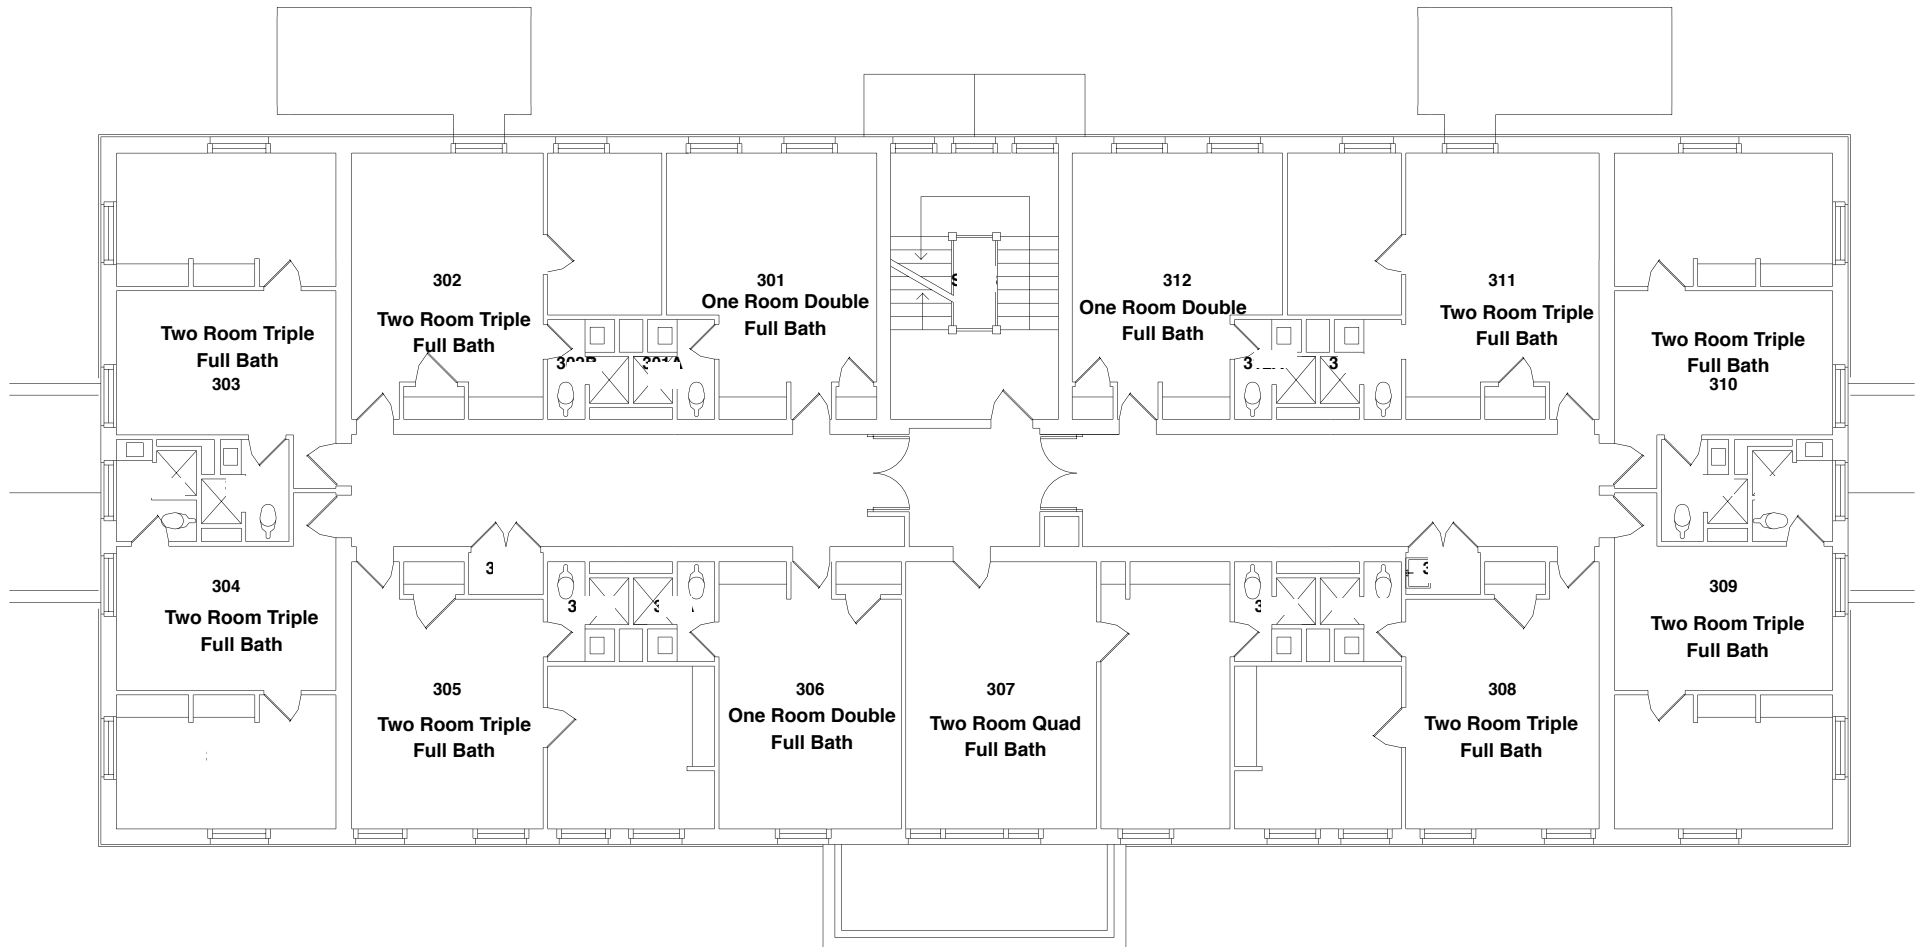 302
Two Room Triple
Full Bath
301
One Room Double
Full Bath
312
One Room Double
Full Bath
311
Two Room Triple
Full Bath
Two Room Triple
Full Bath
303
Two Room Triple
Full Bath
310
304
Two Room Triple
Full Bath
309
Two Room Triple
Full Bath
305
Two Room Triple
Full Bath
306
One Room Double
Full Bath
307
Two Room Quad
Full Bath
308
Two Room Triple
Full Bath